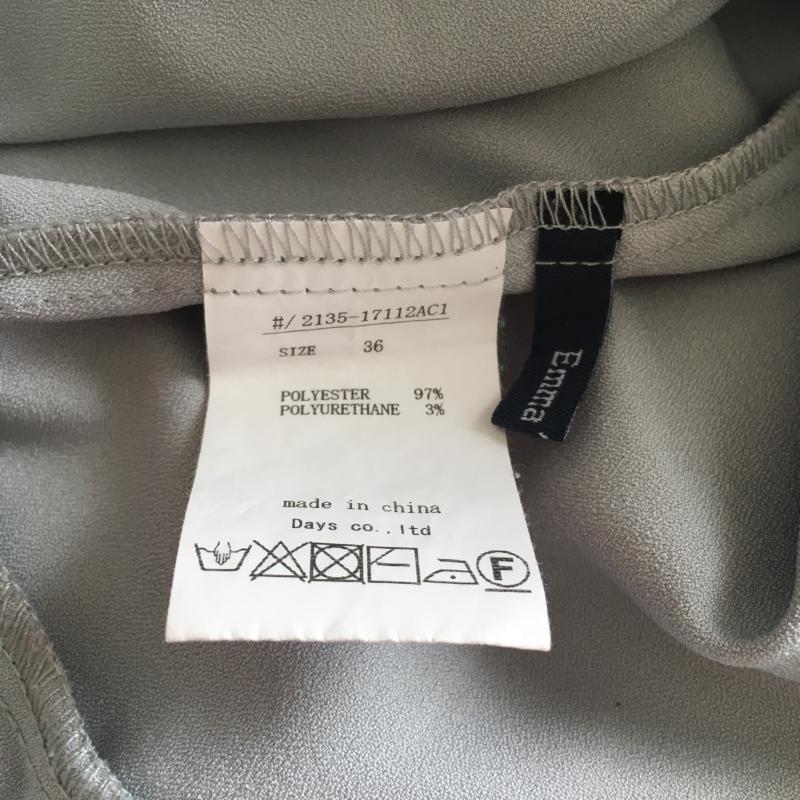 #/ 2135-17112AC1
SIZE 36
POLYESTER 97%
POLYURETHANE 3%
made in china
Days co.,ltd
F
Emma